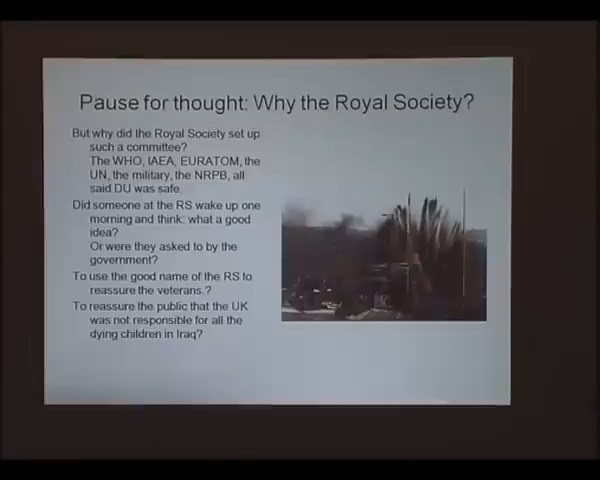 Pause for thought: Why the Royal Society?
But why did the Royal Society set up
such a committee?
The WHO, IAEA, EURATOM, the
UN, the military, the NRPB, all
said DU was safe.
Did someone at the RS wake up one
morning and think: what a good
idea?
Or were they asked to by the
government?
To use the good name of the RS to
reassure the veterans.?
To reassure the public that the UK
was not responsible for all the
dying children in Iraq?